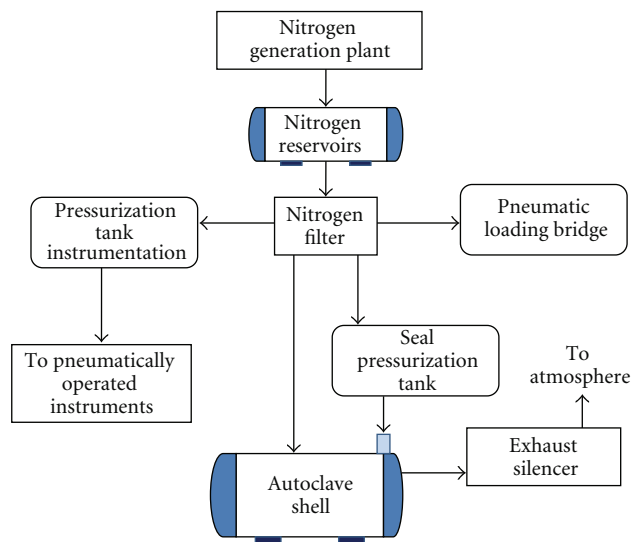 Nitrogen
generation plant
Nitrogen
reservoirs
Pressurization
tank
instrumentation
Nitrogen
filter
Pneumatic
loading bridge
To pneumatically
operated
instruments
Seal
pressurization
tank
To
atmosphere
Exhaust
silencer
Autoclave
shell